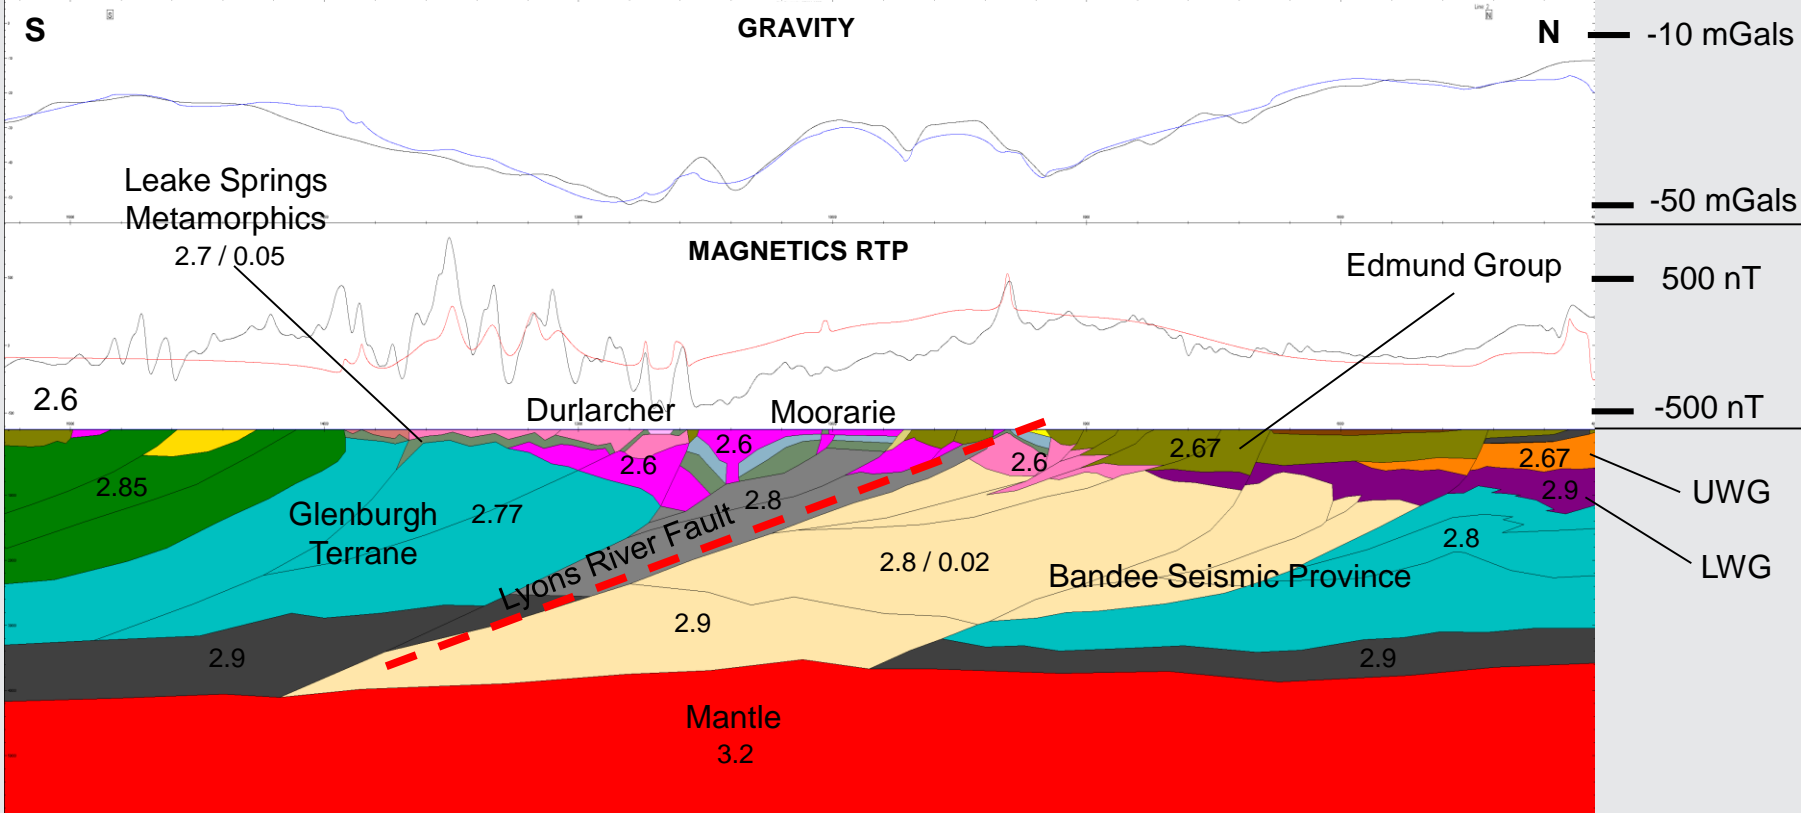 S
GRAVITY
N
-10 mGals
-50 mGals
Leake Springs
Metamorphics
2.7 / 0.05
MAGNETICS RTP
Edmund Group
500 nT
-500 nT
2.6
Durlarcher
Moorarie
2.85
Glenburgh
Terrane
2.77
2.6
2.6
2.8
Lyons River Fault
2.6
2.67
2.67
2.9
UWG
LWG
2.8
2.8 / 0.02
Bandee Seismic Province
2.9
2.9
2.9
Mantle
3.2